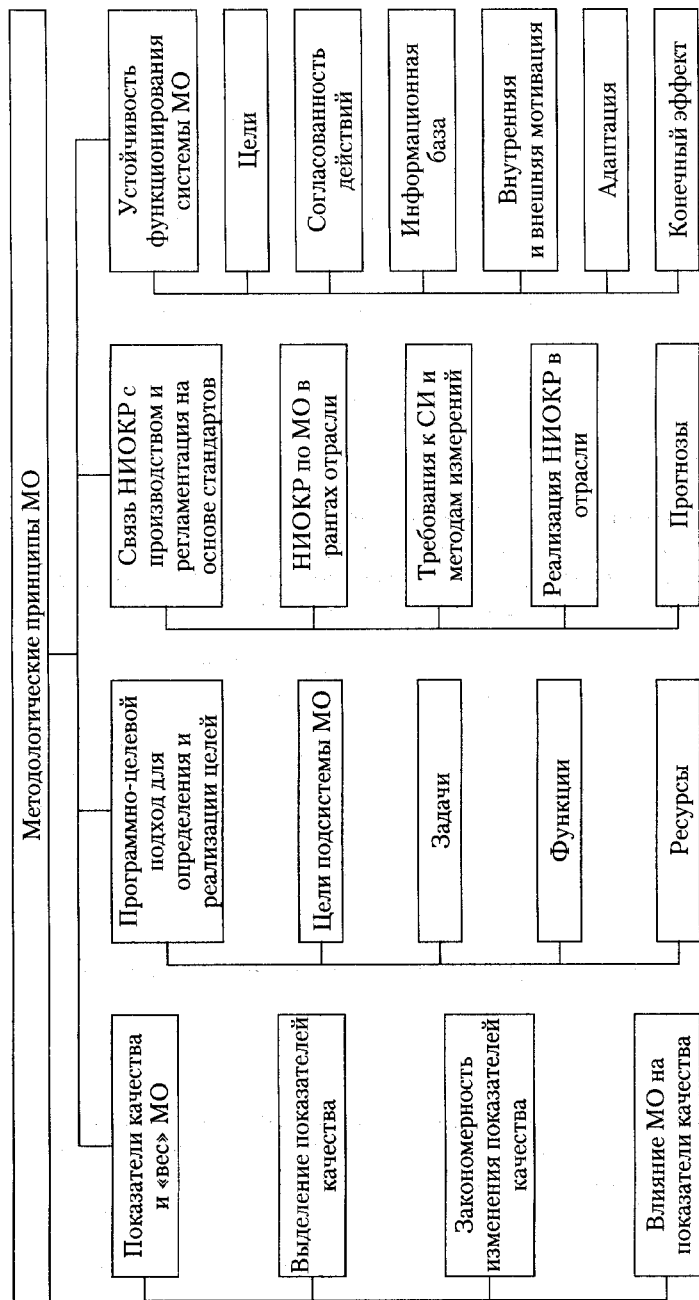 Методологические принципы МО
Показатели качества
и «вес» МО
Выделение показателей
качества
Закономерность
изменения показателей
качества
Влияние МО на
показатели качества
Программно-целевой
подход для
определения и
реализации целей
Цели подсистемы МО
Задачи
Функции
Ресурсы
Связь НИОКР с
производством и
регламентация на
основе стандартов
НИОКР по МО в
рангах отрасли
Требования к СИ и
методам измерений
Реализация НИОКР в
отрасли
Прогнозы
Устойчивость
функционирования
системы МО
Цели
Согласованность
действий
Информационная
база
Внутренняя
и внешняя мотивация
Адаптация
Конечный эффект